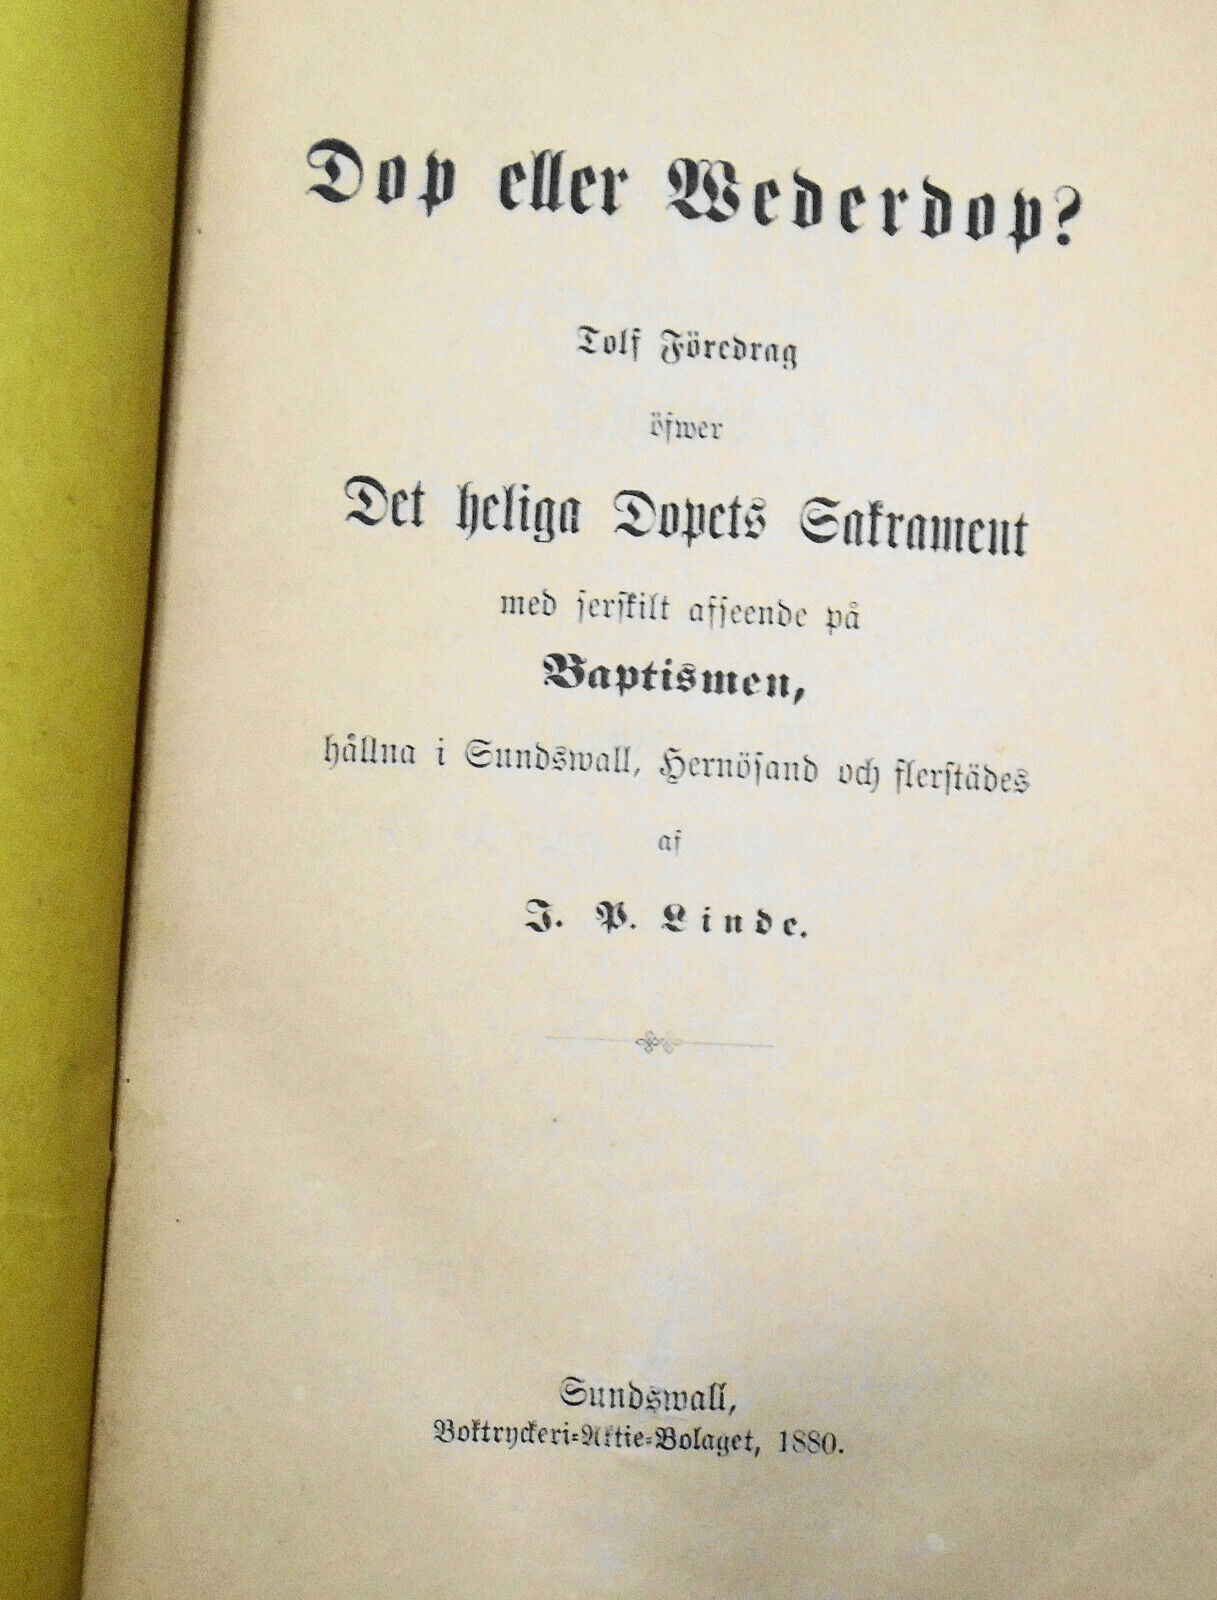 Dop eller Wederdop?
Tolf Föredrag
öfwer
Det heliga Dopets Sakrament
med serskilt afseende på
Baptismen,
hållna i Sundswall, Hernösand och flerstädes
af
J. P. Linde.
Sundswall,
Boktryckeri-Aktie-Bolaget, 1880.